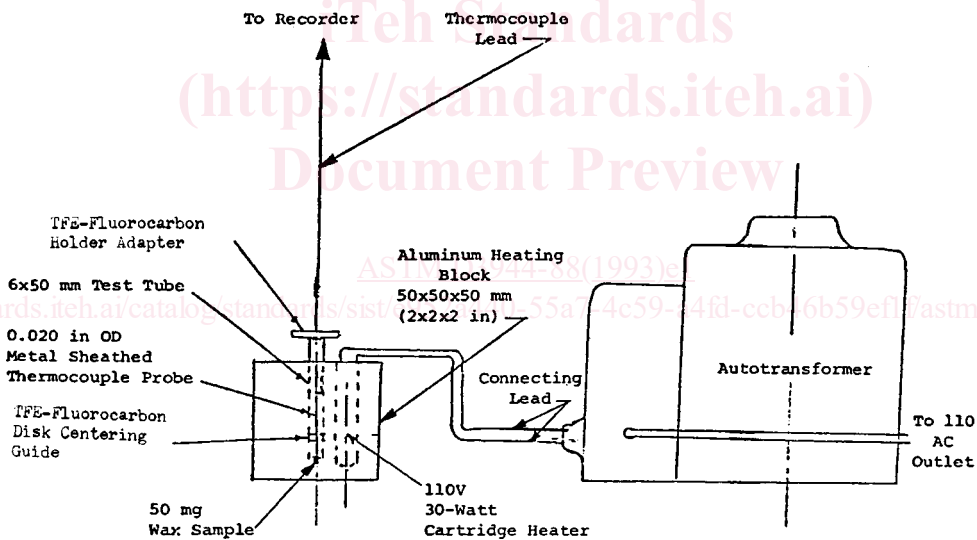 To Recorder
Thermocouple
Lead
iTeh Standards
(https://standards.iteh.ai)
Document Preview
TFE-Fluorocarbon
Holder Adapter
6x50 mm Test Tube
0.020 in OD
Metal Sheathed
Thermocouple Probe
TFE-Fluorocarbon
Disk Centering
Guide
50 mg
Wax Sample
Aluminum Heating
Block
50x50x50 mm
(2x2x2 in)
Connecting
Lead
110V
30-Watt
Cartridge Heater
Autotransformer
To 110
AC
Outlet